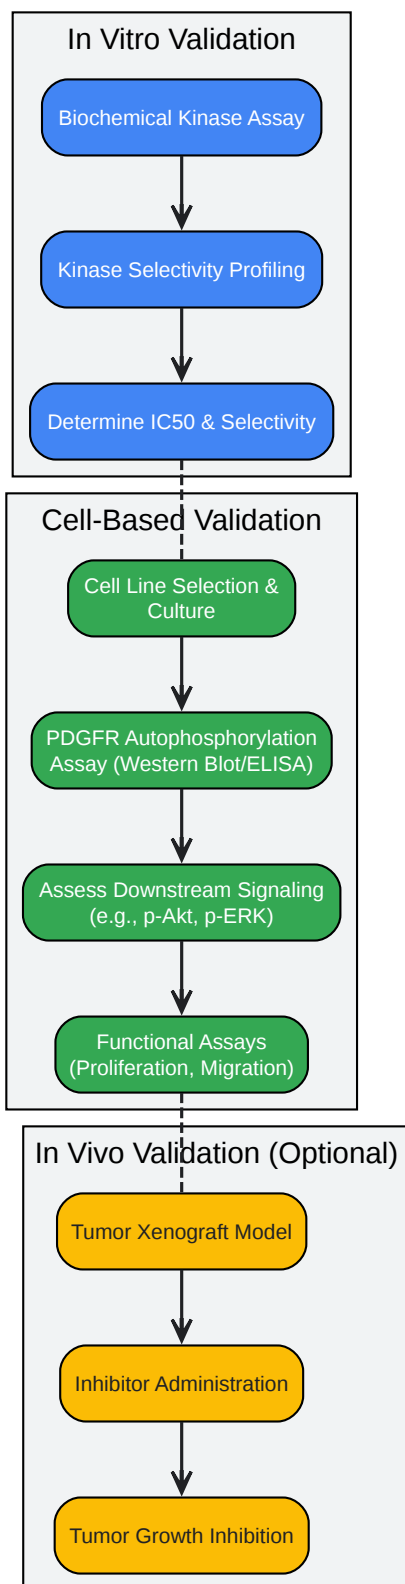 In Vitro Validation
Biochemical Kinase Assay
Kinase Selectivity Profiling
Determine IC50 & Selectivity
Cell-Based Validation
Cell Line Selection &
Culture
PDGFR Autophosphorylation
Assay (Western Blot/ELISA)
Assess Downstream Signaling
(e.g., p-Akt, p-ERK)
Functional Assays
(Proliferation, Migration)
In Vivo Validation (Optional)
Tumor Xenograft Model
Inhibitor Administration
Tumor Growth Inhibition